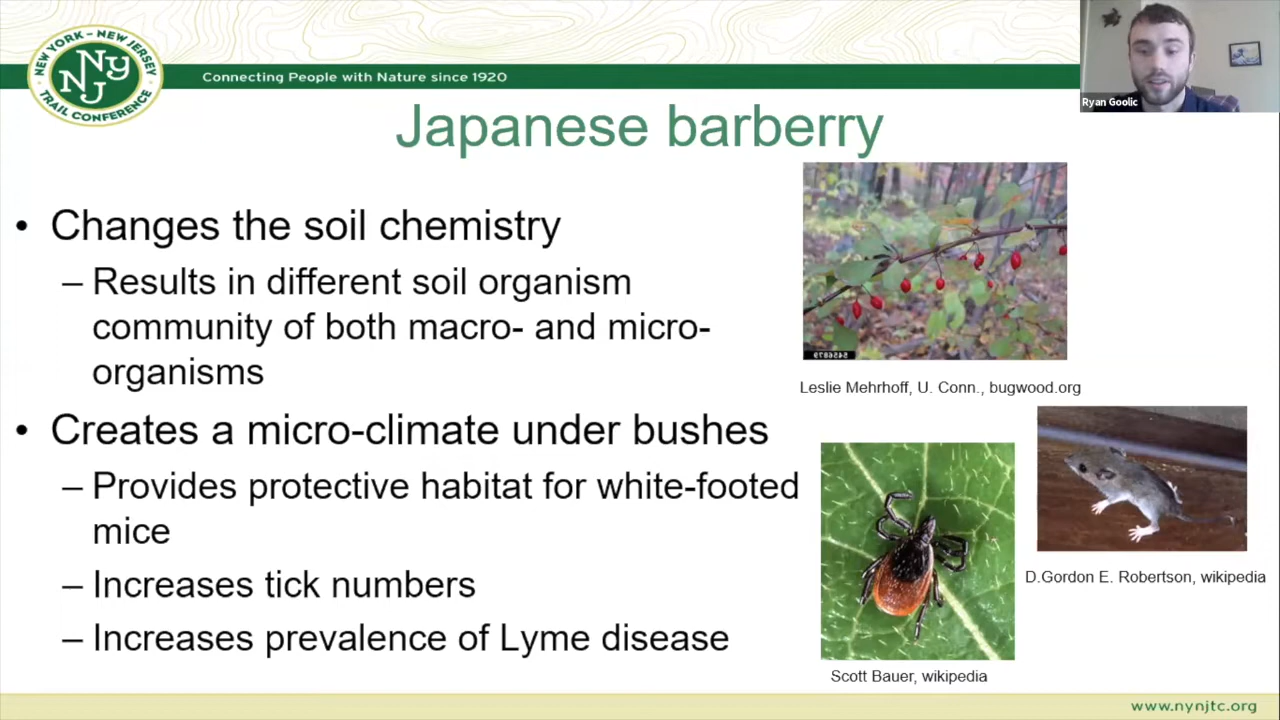 NEW YORK – NEW JERSEY
NY
NJ
TRAIL CONFERENCE
Connecting People with Nature since 1920
Ryan Goolic
Japanese barberry
• Changes the soil chemistry
– Results in different soil organism
community of both macro- and micro-
organisms
• Creates a micro-climate under bushes
– Provides protective habitat for white-footed
mice
– Increases tick numbers
– Increases prevalence of Lyme disease
5456879
Leslie Mehrhoff, U. Conn., bugwood.org
D.Gordon E. Robertson, wikipedia
Scott Bauer, wikipedia
www.nynjtc.org